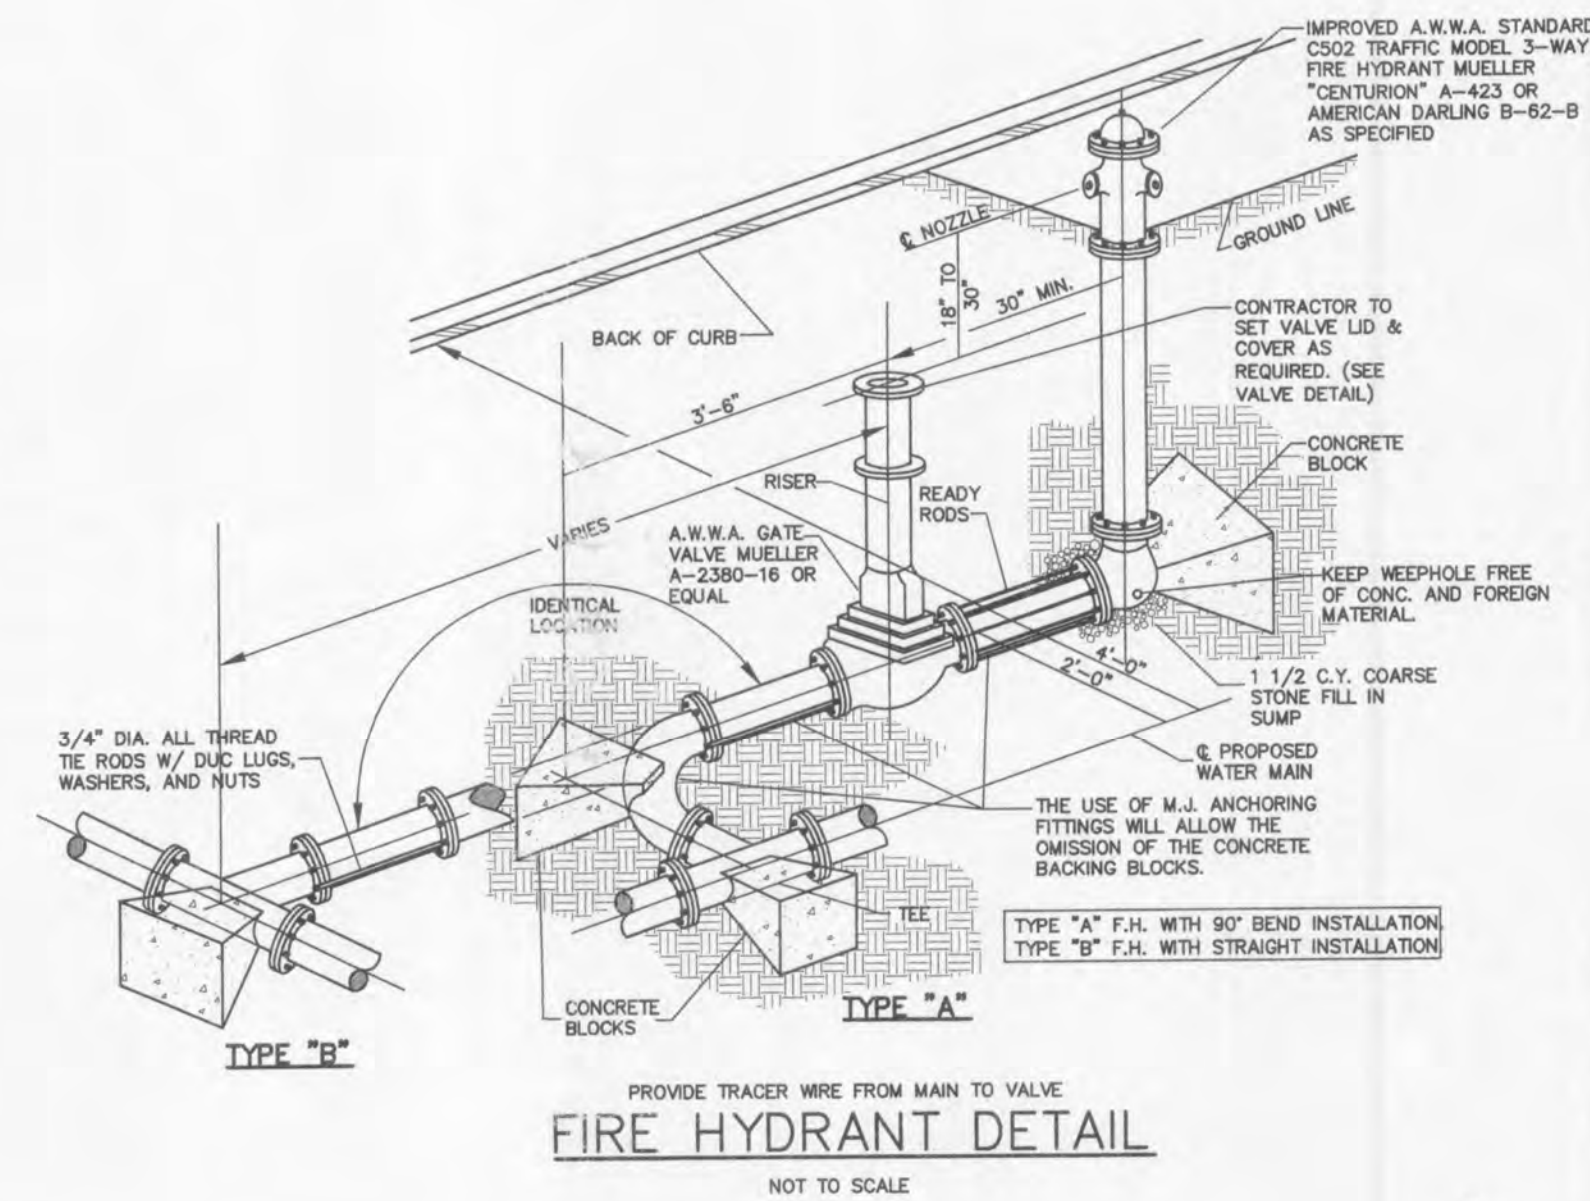 IMPROVED A.W.W.A. STANDARD
C502 TRAFFIC MODEL 3-WAY
FIRE HYDRANT MUELLER
"CENTURION" A-423 OR
AMERICAN DARLING B-62-B
AS SPECIFIED
℄ NOZZLE
GROUND LINE
18" TO
30"
30" MIN.
BACK OF CURB
CONTRACTOR TO
SET VALVE LID &
COVER AS
REQUIRED. (SEE
VALVE DETAIL)
3'-6"
CONCRETE
BLOCK
RISER
READY
RODS
VARIES
A.W.W.A. GATE
VALVE MUELLER
A-2380-16 OR
EQUAL
IDENTICAL
LOCATION
KEEP WEEPHOLE FREE
OF CONC. AND FOREIGN
MATERIAL.
4'-0"
2'-0"
1 1/2 C.Y. COARSE
STONE FILL IN
SUMP
3/4" DIA. ALL THREAD
TIE RODS W/ DUC LUGS,
WASHERS, AND NUTS
℄ PROPOSED
WATER MAIN
THE USE OF M.J. ANCHORING
FITTINGS WILL ALLOW THE
OMISSION OF THE CONCRETE
BACKING BLOCKS.
TEE
TYPE "A" F.H. WITH 90° BEND INSTALLATION
TYPE "B" F.H. WITH STRAIGHT INSTALLATION
CONCRETE
BLOCKS
TYPE "A"
TYPE "B"
PROVIDE TRACER WIRE FROM MAIN TO VALVE
FIRE HYDRANT DETAIL
NOT TO SCALE